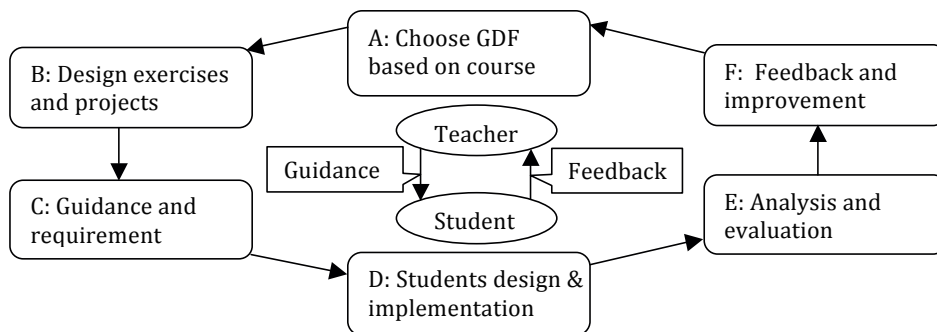 A: Choose GDF
based on course
B: Design exercises
and projects
F:  Feedback and
improvement
Teacher
Guidance
Feedback
Student
C: Guidance and
requirement
E: Analysis and
evaluation
D: Students design &
implementation